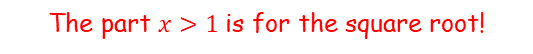 The part x > 1 is for the square root!